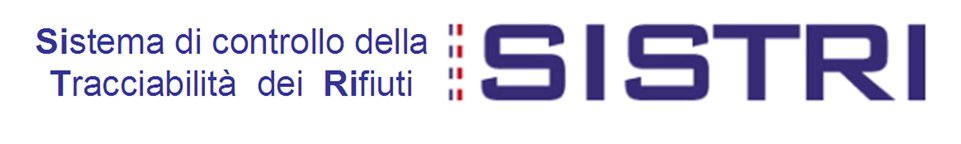 Sistema di controllo della
Tracciabilità dei Rifiuti
SISTRI